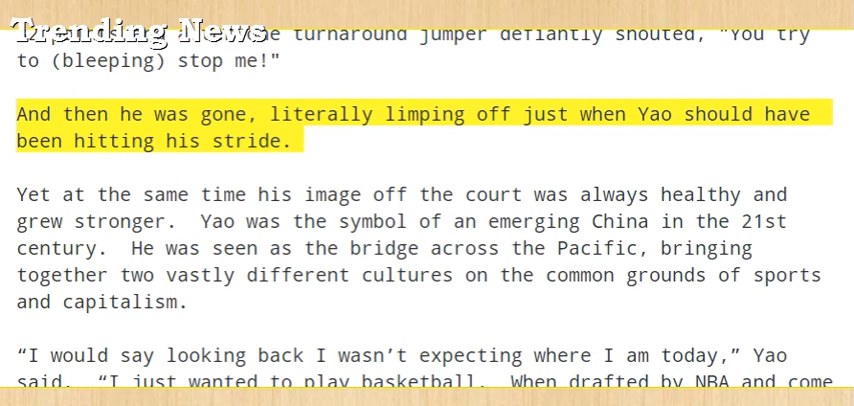 Trending News
turnaround jumper defiantly shouted, "You try
to (bleeping) stop me!"
And then he was gone, literally limping off just when Yao should have
been hitting his stride.
Yet at the same time his image off the court was always healthy and
grew stronger. Yao was the symbol of an emerging China in the 21st
century. He was seen as the bridge across the Pacific, bringing
together two vastly different cultures on the common grounds of sports
and capitalism.
“I would say looking back I wasn’t expecting where I am today,” Yao
said. “I just wanted to play basketball. When drafted by NBA and come